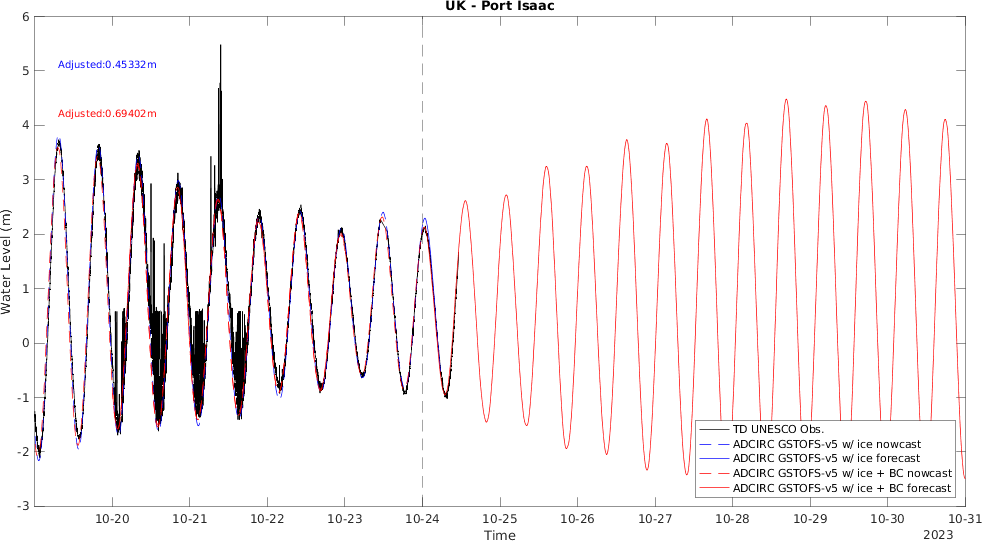 UK - Port Isaac
6
5
4
3
2
1
0
-1
-2
-3
Water Level (m)
Adjusted:0.45332m
Adjusted:0.69402m
TD UNESCO Obs.
ADCIRC GSTOFS-v5 w/ ice nowcast
ADCIRC GSTOFS-v5 w/ ice forecast
ADCIRC GSTOFS-v5 w/ ice + BC nowcast
ADCIRC GSTOFS-v5 w/ ice + BC forecast
10-20 10-21 10-22 10-23 10-24 10-25 10-26 10-27 10-28 10-29 10-30 10-31
Time
2023